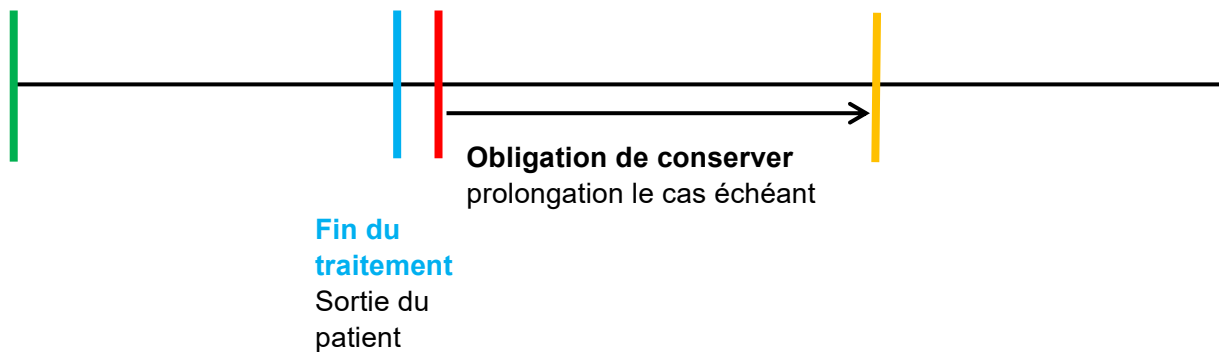 Obligation de conserver
prolongation le cas échéant
Fin du
traitement
Sortie du
patient